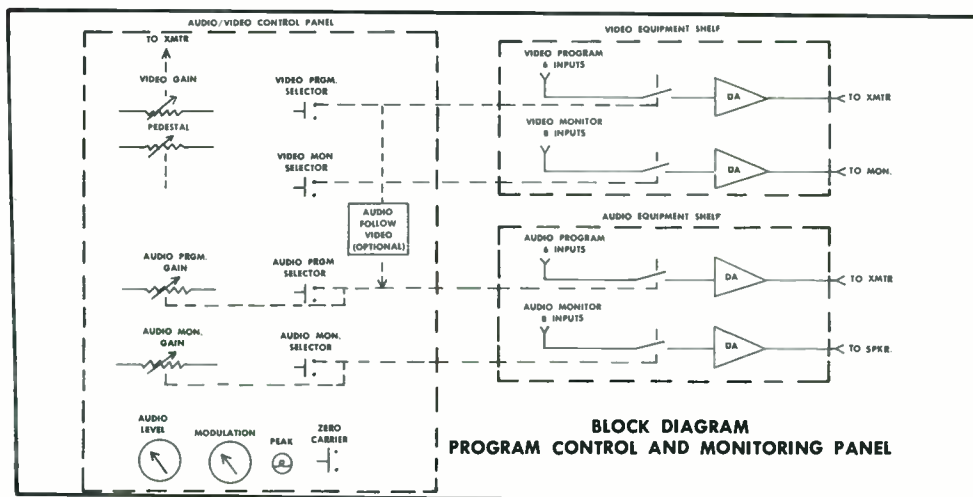 AUDIO/VIDEO CONTROL PANEL
TO XMTR
VIDEO GAIN
PEDESTAL
VIDEO PRGM.
SELECTOR
VIDEO MON
SELECTOR
AUDIO
FOLLOW
VIDEO
(OPTIONAL)
AUDIO PRGM.
GAIN
AUDIO PRGM
SELECTOR
AUDIO MON.
GAIN
AUDIO MON.
SELECTOR
AUDIO
LEVEL
MODULATION
PEAK
ZERO
CARRIER
VIDEO EQUIPMENT SHELF
VIDEO PROGRAM
6 INPUTS
DA
TO XMTR
VIDEO MONITOR
8 INPUTS
DA
TO MON.
AUDIO EQUIPMENT SHELF
AUDIO PROGRAM
6 INPUTS
DA
TO XMTR
AUDIO MONITOR
8 INPUTS
DA
TO SPKR.
BLOCK DIAGRAM
PROGRAM CONTROL AND MONITORING PANEL